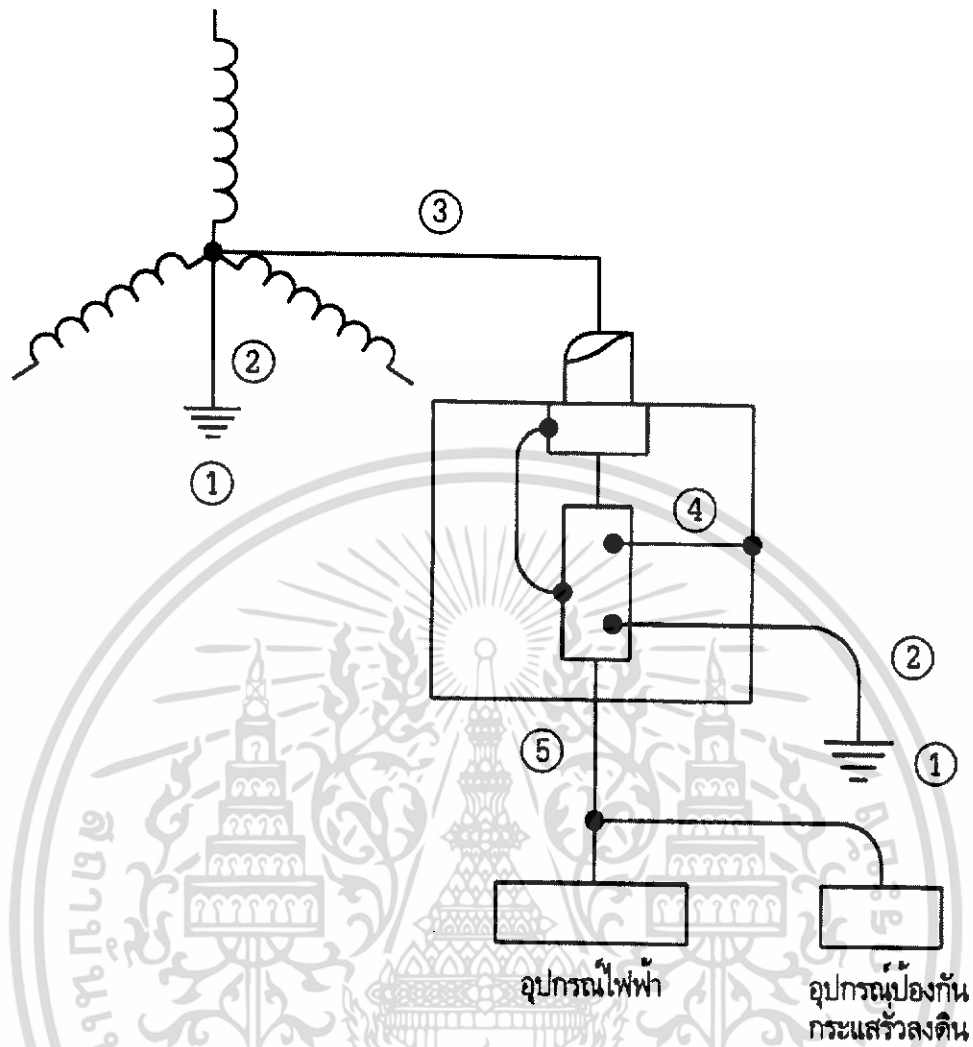 ③
②
①
④
②
⑤
①
อุปกรณ์ไฟฟ้า
อุปกรณ์ป้องกัน
กระแสรั่วลงดิน